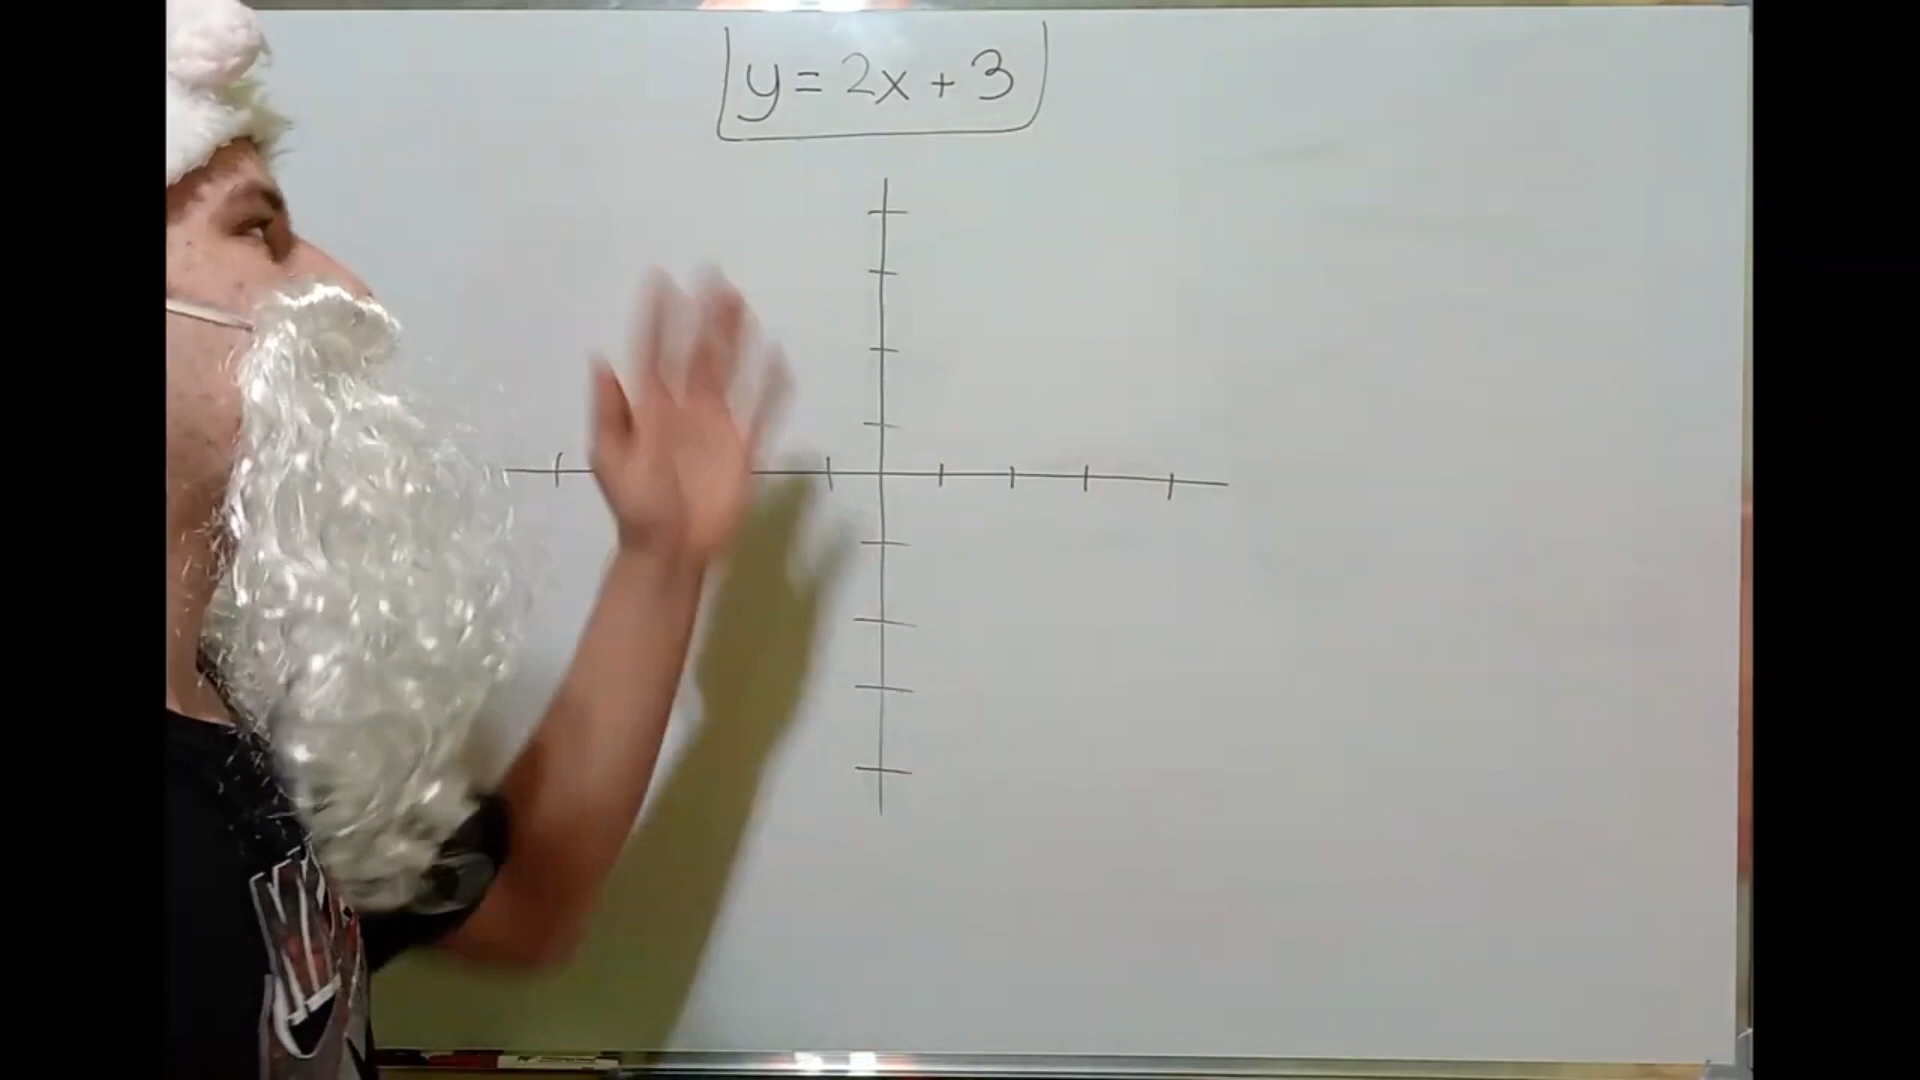 y = 2x + 3